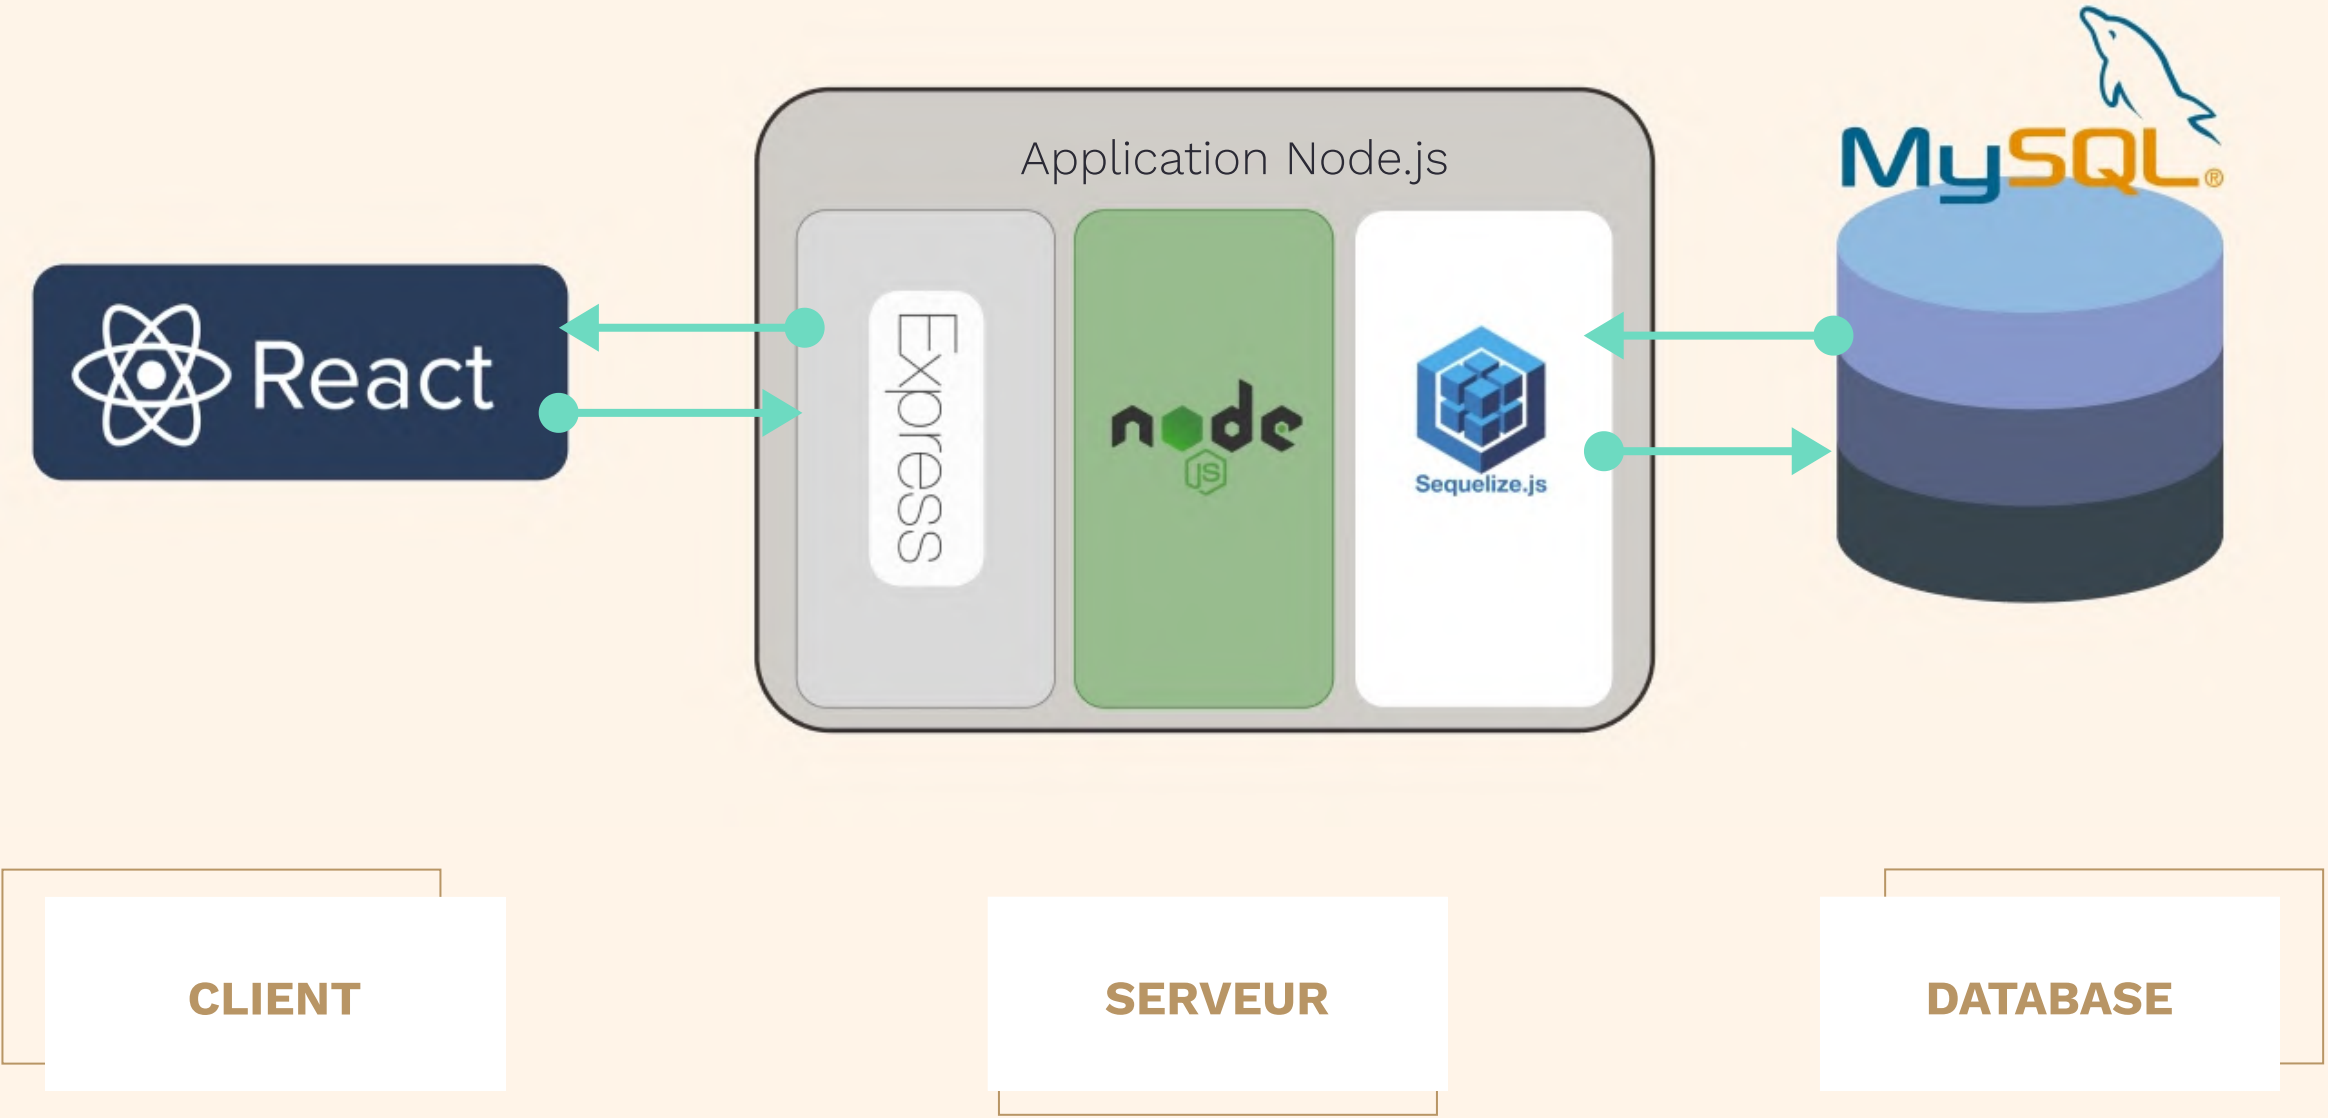 MySQL®
Application Node.js
React
Express
node
JS
Sequelize.js
CLIENT
SERVEUR
DATABASE